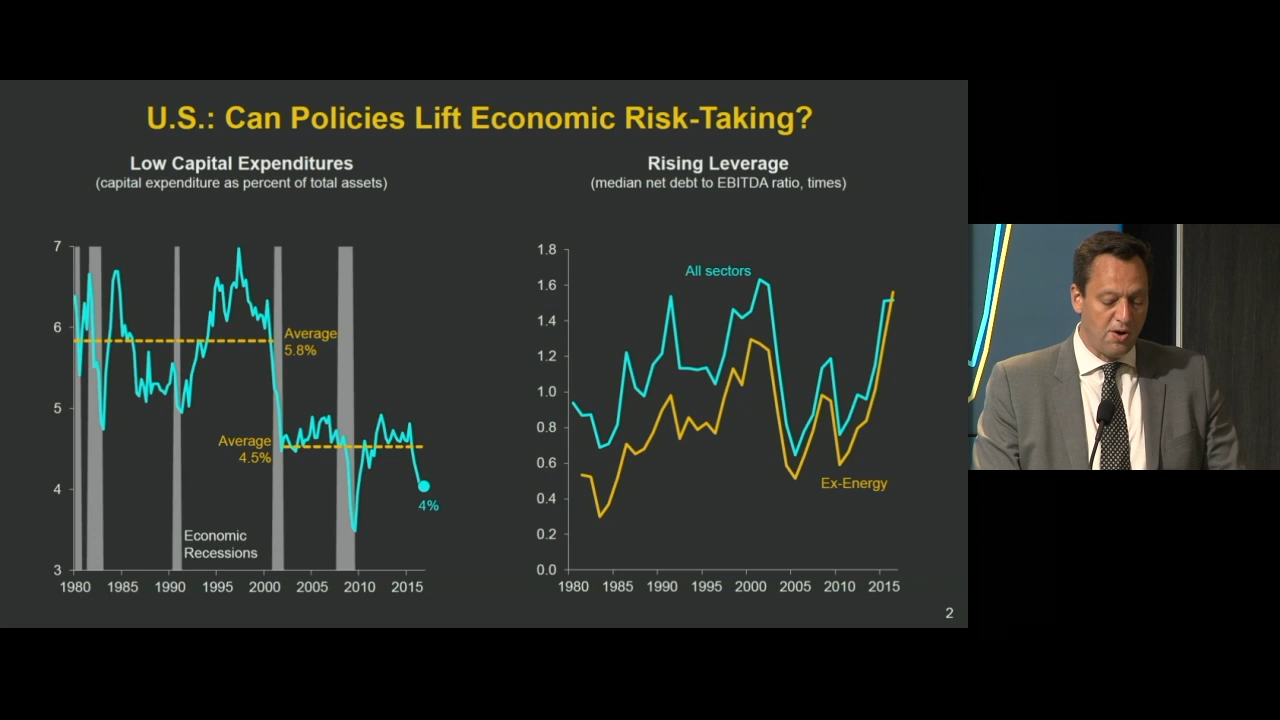 U.S.: Can Policies Lift Economic Risk-Taking?
Low Capital Expenditures
(capital expenditure as percent of total assets)
7
6
5
4
3
Average
5.8%
Average
4.5%
4%
Economic
Recessions
1980 1985 1990 1995 2000 2005 2010 2015
Rising Leverage
(median net debt to EBITDA ratio, times)
1.8
1.6
1.4
1.2
1.0
0.8
0.6
0.4
0.2
0.0
All sectors
Ex-Energy
1980 1985 1990 1995 2000 2005 2010 2015
2